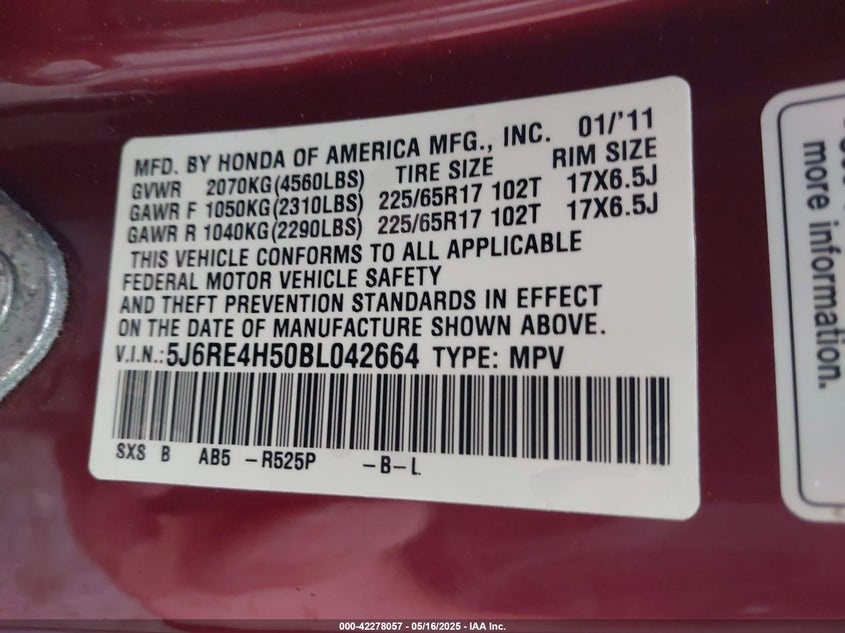 MFD. BY HONDA OF AMERICA MFG., INC. 01/'11
GVWR 2070KG(4560LBS) TIRE SIZE RIM SIZE
GAWR F 1050KG(2310LBS) 225/65R17 102T 17X6.5J
GAWR R 1040KG(2290LBS) 225/65R17 102T 17X6.5J
THIS VEHICLE CONFORMS TO ALL APPLICABLE
FEDERAL MOTOR VEHICLE SAFETY
AND THEFT PREVENTION STANDARDS IN EFFECT
ON THE DATE OF MANUFACTURE SHOWN ABOVE.
V.I.N.:5J6RE4H50BL042664 TYPE: MPV
SXS B AB5 -R525P -B-L
more information.
000-42278057 - 05/16/2025 - IAA Inc.